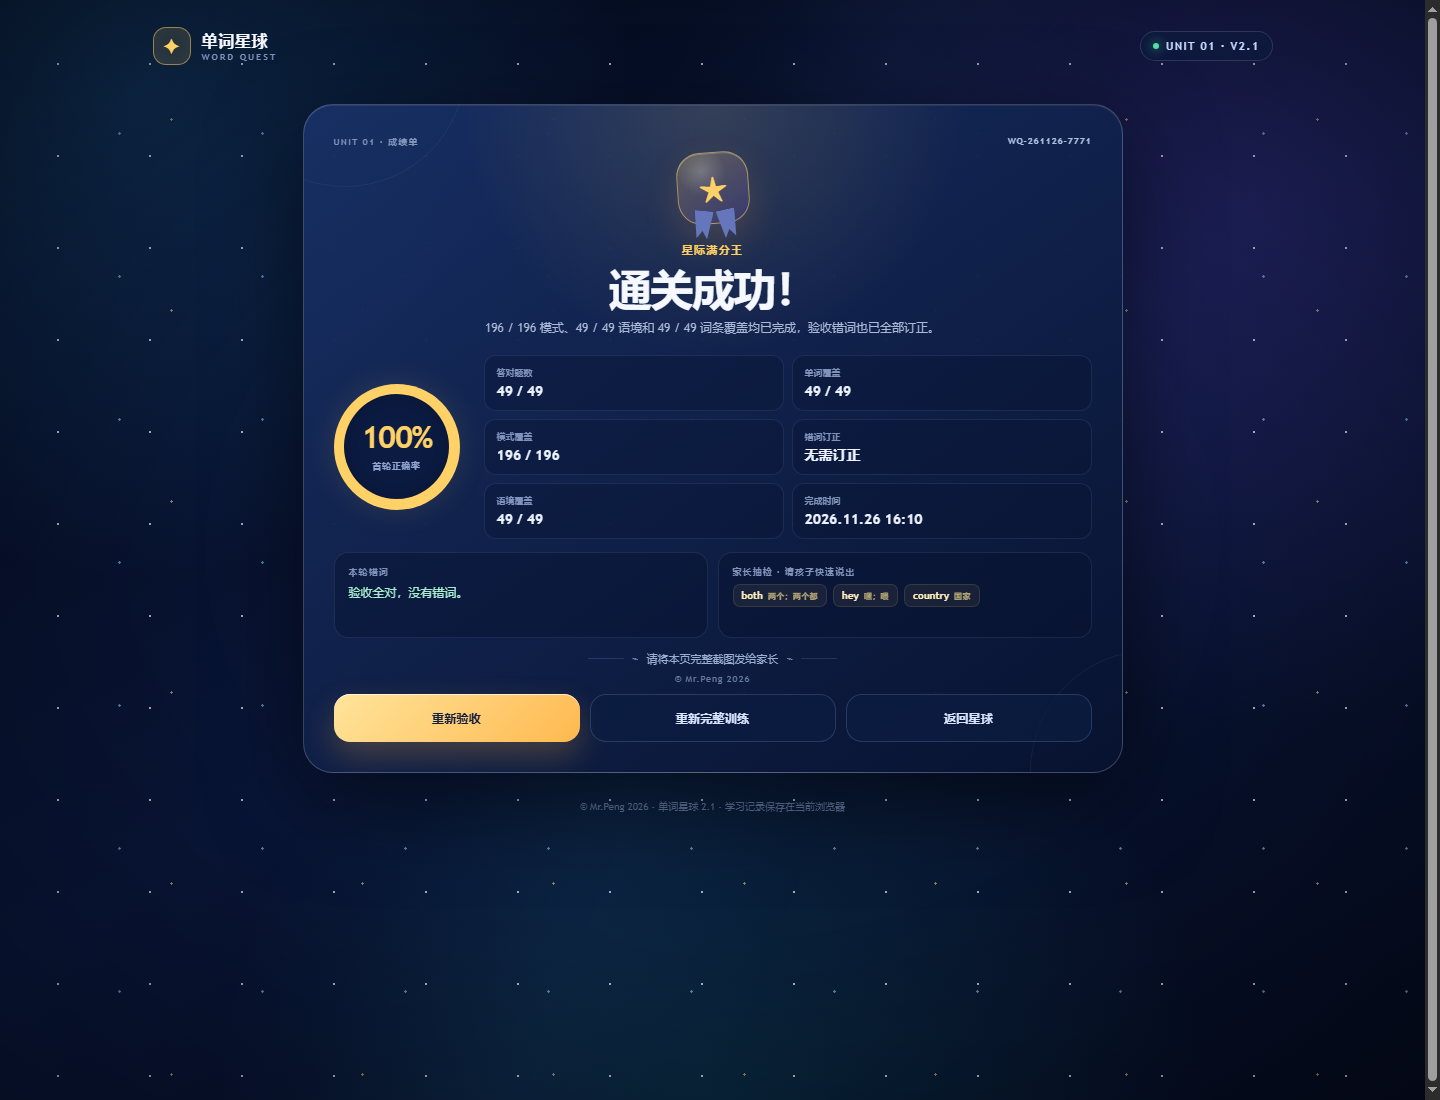 单词星球
WORD QUEST
UNIT 01 · V2.1
UNIT 01 · 成绩单
WQ-261126-7771
星际满分王
通关成功！
196 / 196 模式、49 / 49 语境和 49 / 49 词条覆盖均已完成，验收错词也已全部订正。
100%
首轮正确率
答对题数
49 / 49
单词覆盖
49 / 49
模式覆盖
196 / 196
错词订正
无需订正
语境覆盖
49 / 49
完成时间
2026.11.26 16:10
本轮错词
验收全对，没有错词。
家长抽检 · 请孩子快速说出
both 两个；两个都
hey 嘿；喂
country 国家
~ 请将本页完整截图发给家长 ~
© Mr.Peng 2026
重新验收
重新完整训练
返回星球
© Mr.Peng 2026 · 单词星球 2.1 · 学习记录保存在当前浏览器